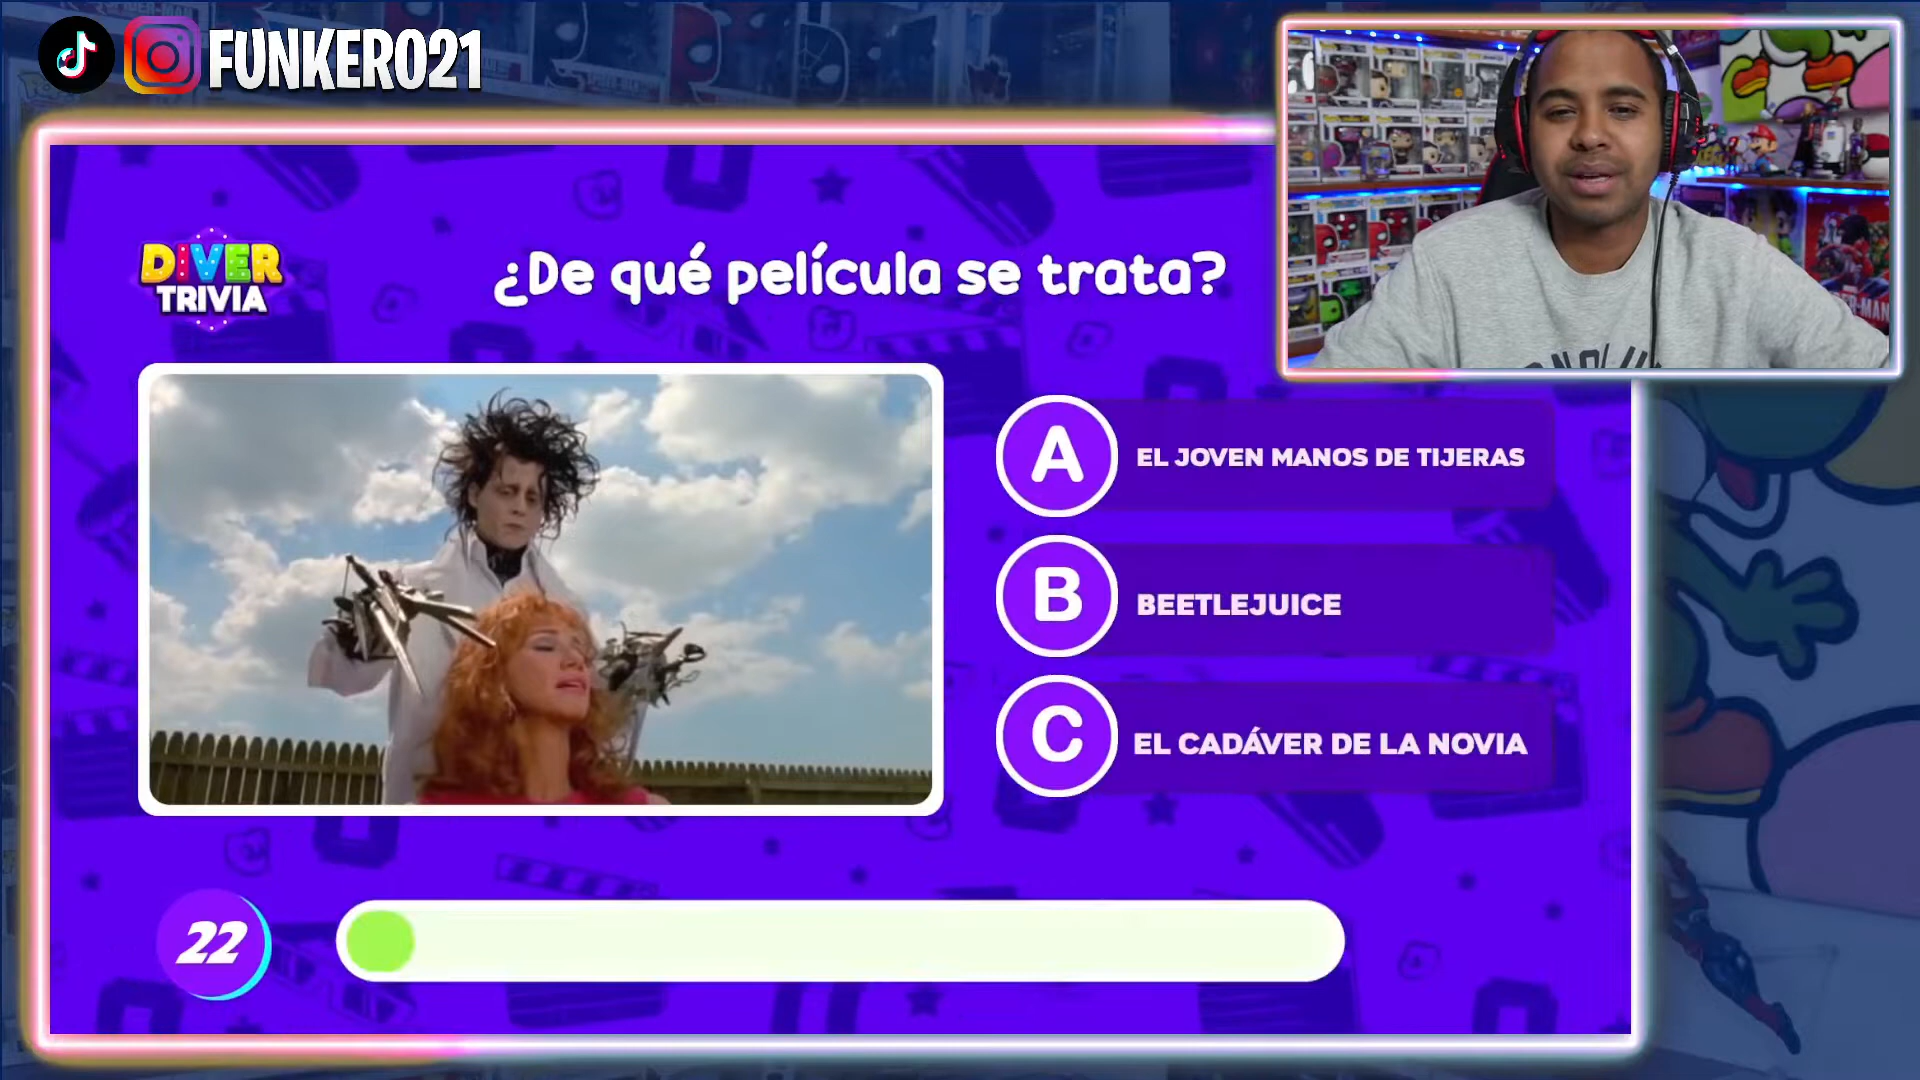 FUNKER021
DIVER
TRIVIA
¿De qué película se trata?
A
EL JOVEN MANOS DE TIJERAS
B
BEETLEJUICE
C
EL CADÁVER DE LA NOVIA
22